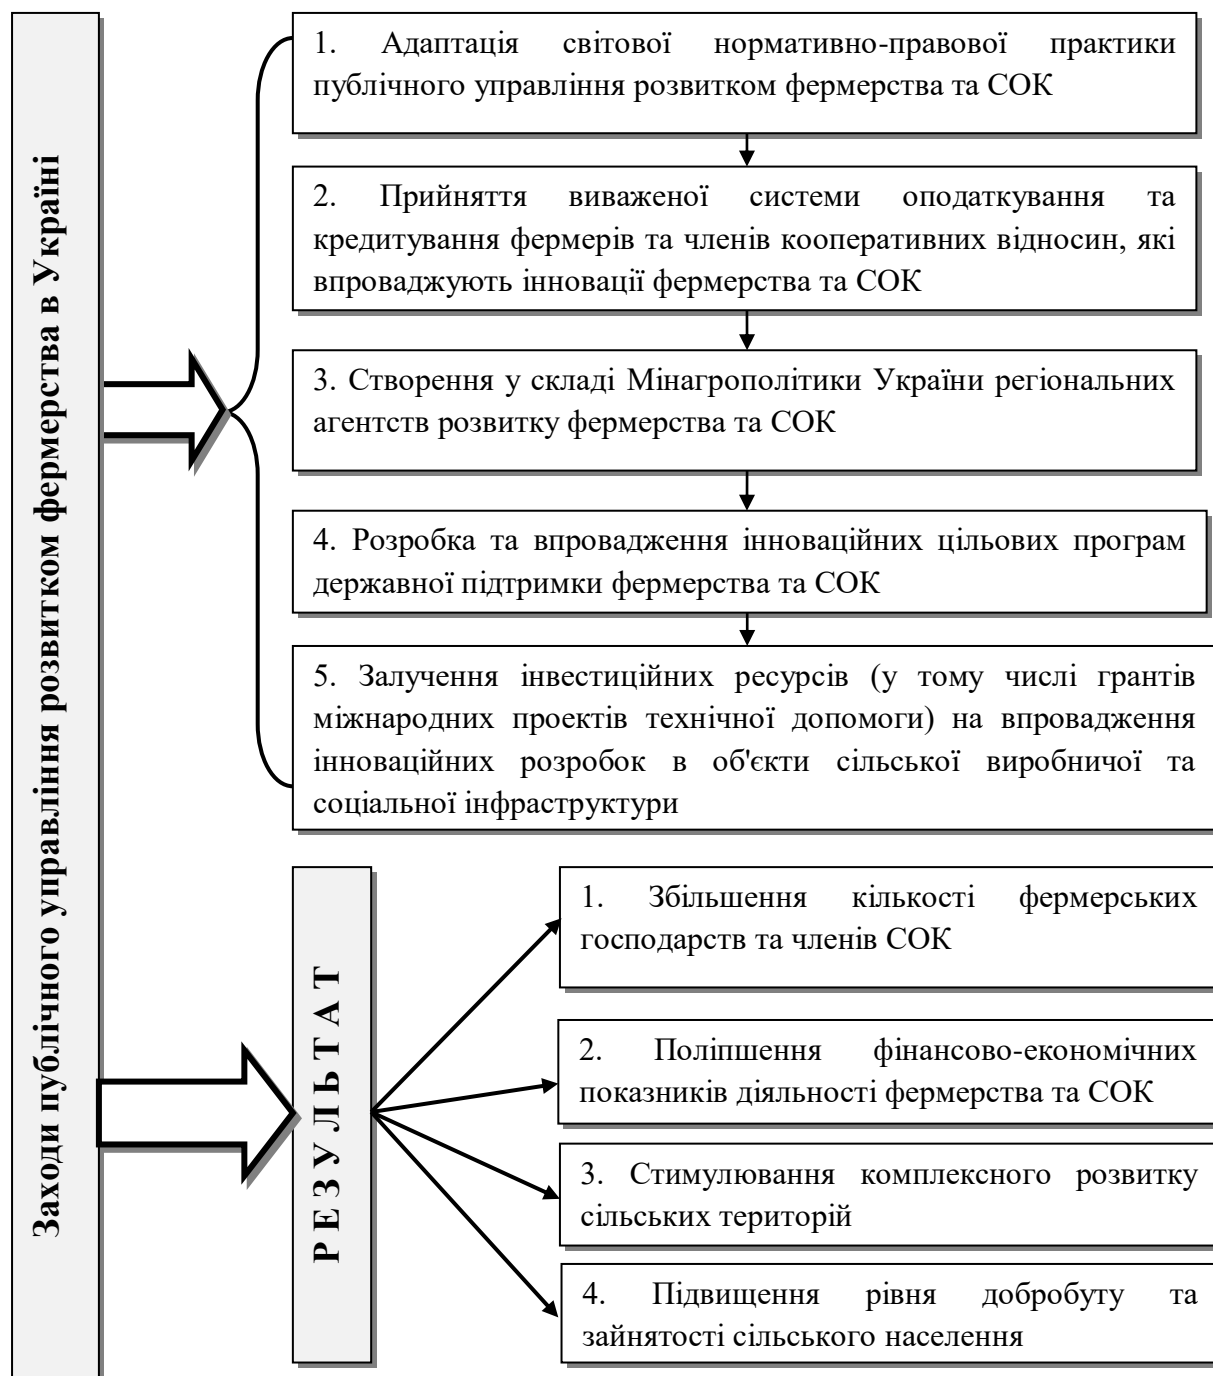 Заходи публічного управління розвитком фермерства в Україні
1. Адаптація світової нормативно-правової практики
публічного управління розвитком фермерства та СОК
2. Прийняття виваженої системи оподаткування та
кредитування фермерів та членів кооперативних відносин, які
впроваджують інновації фермерства та СОК
3. Створення у складі Мінагрополітики України регіональних
агентств розвитку фермерства та СОК
4. Розробка та впровадження інноваційних цільових програм
державної підтримки фермерства та СОК
5. Залучення інвестиційних ресурсів (у тому числі грантів
міжнародних проектів технічної допомоги) на впровадження
інноваційних розробок в об'єкти сільської виробничої та
соціальної інфраструктури
Р Е З У Л Ь Т А Т
1. Збільшення кількості фермерських
господарств та членів СОК
2. Поліпшення фінансово-економічних
показників діяльності фермерства та СОК
3. Стимулювання комплексного розвитку
сільських територій
4. Підвищення рівня добробуту та
зайнятості сільського населення